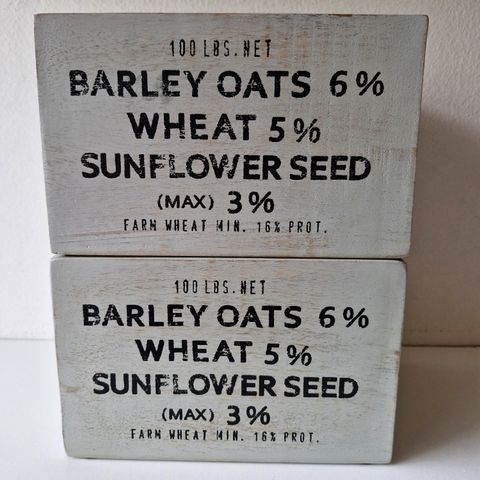 100 LBS. NET
BARLEY OATS 6%
WHEAT 5%
SUNFLOWER SEED
(MAX) 3%
FARM WHEAT MIN. 16% PROT.
100 LBS. NET
BARLEY OATS 6%
WHEAT 5%
SUNFLOWER SEED
(MAX) 3%
FARM WHEAT MIN. 16% PROT.